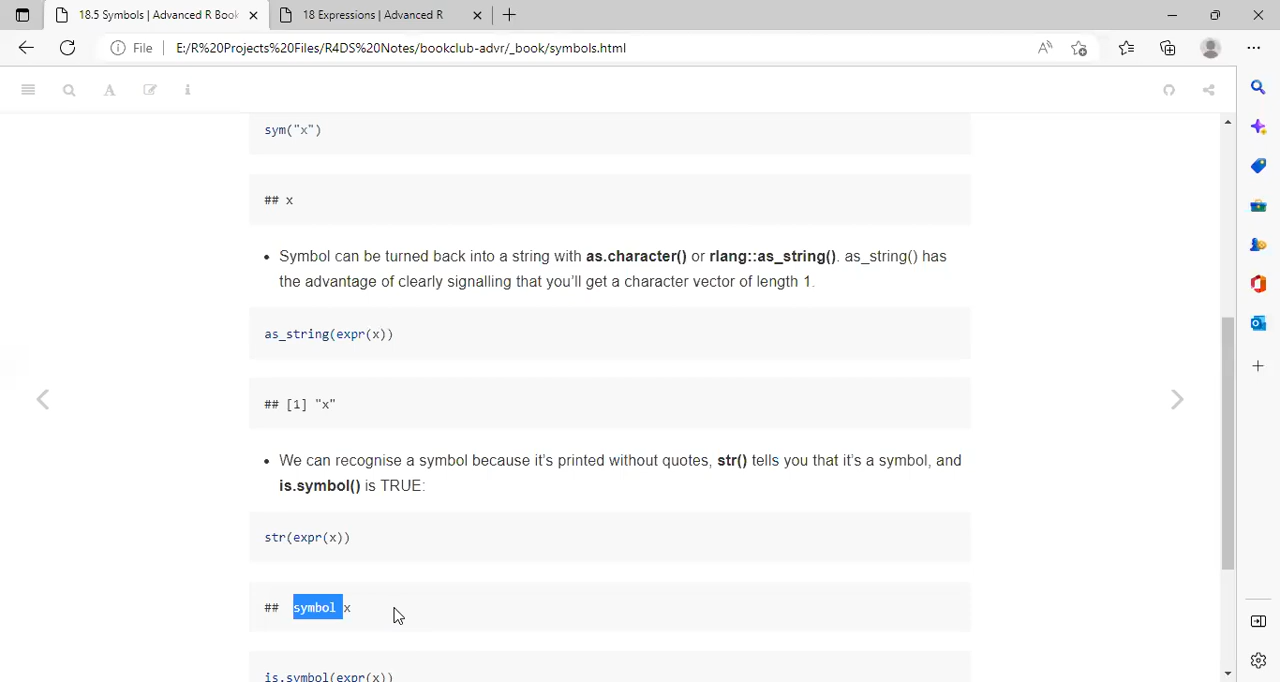 18.5 Symbols | Advanced R Book
18 Expressions | Advanced R
File
E:/R%20Projects%20Files/R4DS%20Notes/bookclub-advr/_book/symbols.html
sym("x")
## x
• Symbol can be turned back into a string with as.character() or rlang::as_string(). as_string() has
the advantage of clearly signalling that you'll get a character vector of length 1.
as_string(expr(x))
## [1] "x"
• We can recognise a symbol because it's printed without quotes, str() tells you that it's a symbol, and
is.symbol() is TRUE:
str(expr(x))
## symbol x
is.symbol(expr(x))